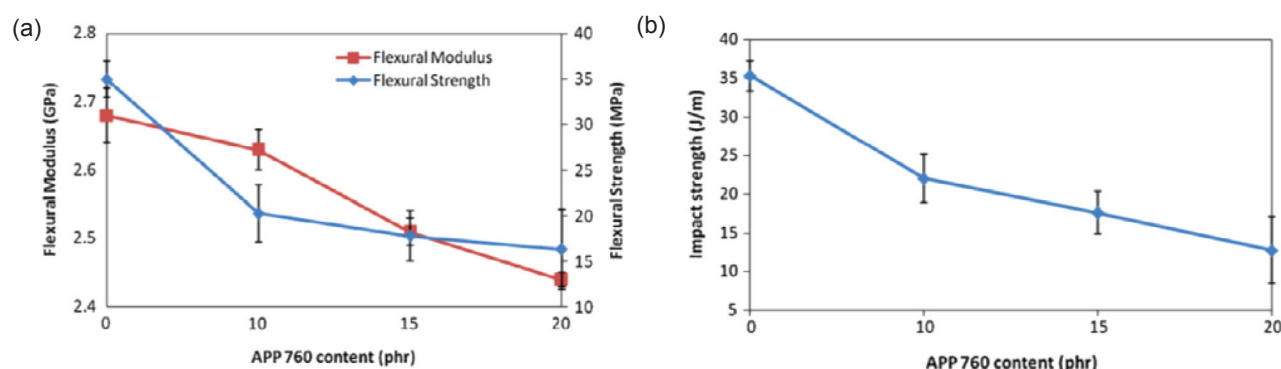 (a)
2.8
2.7
2.6
2.5
2.4
Flexural Modulus (GPa)
Flexural Modulus
Flexural Strength
40
35
30
25
20
15
10
Flexural Strength (MPa)
0 10 15 20
APP 760 content (phr)
(b)
40
35
30
25
20
15
10
5
Impact strength (J/m)
0 10 15 20
APP 760 content (phr)